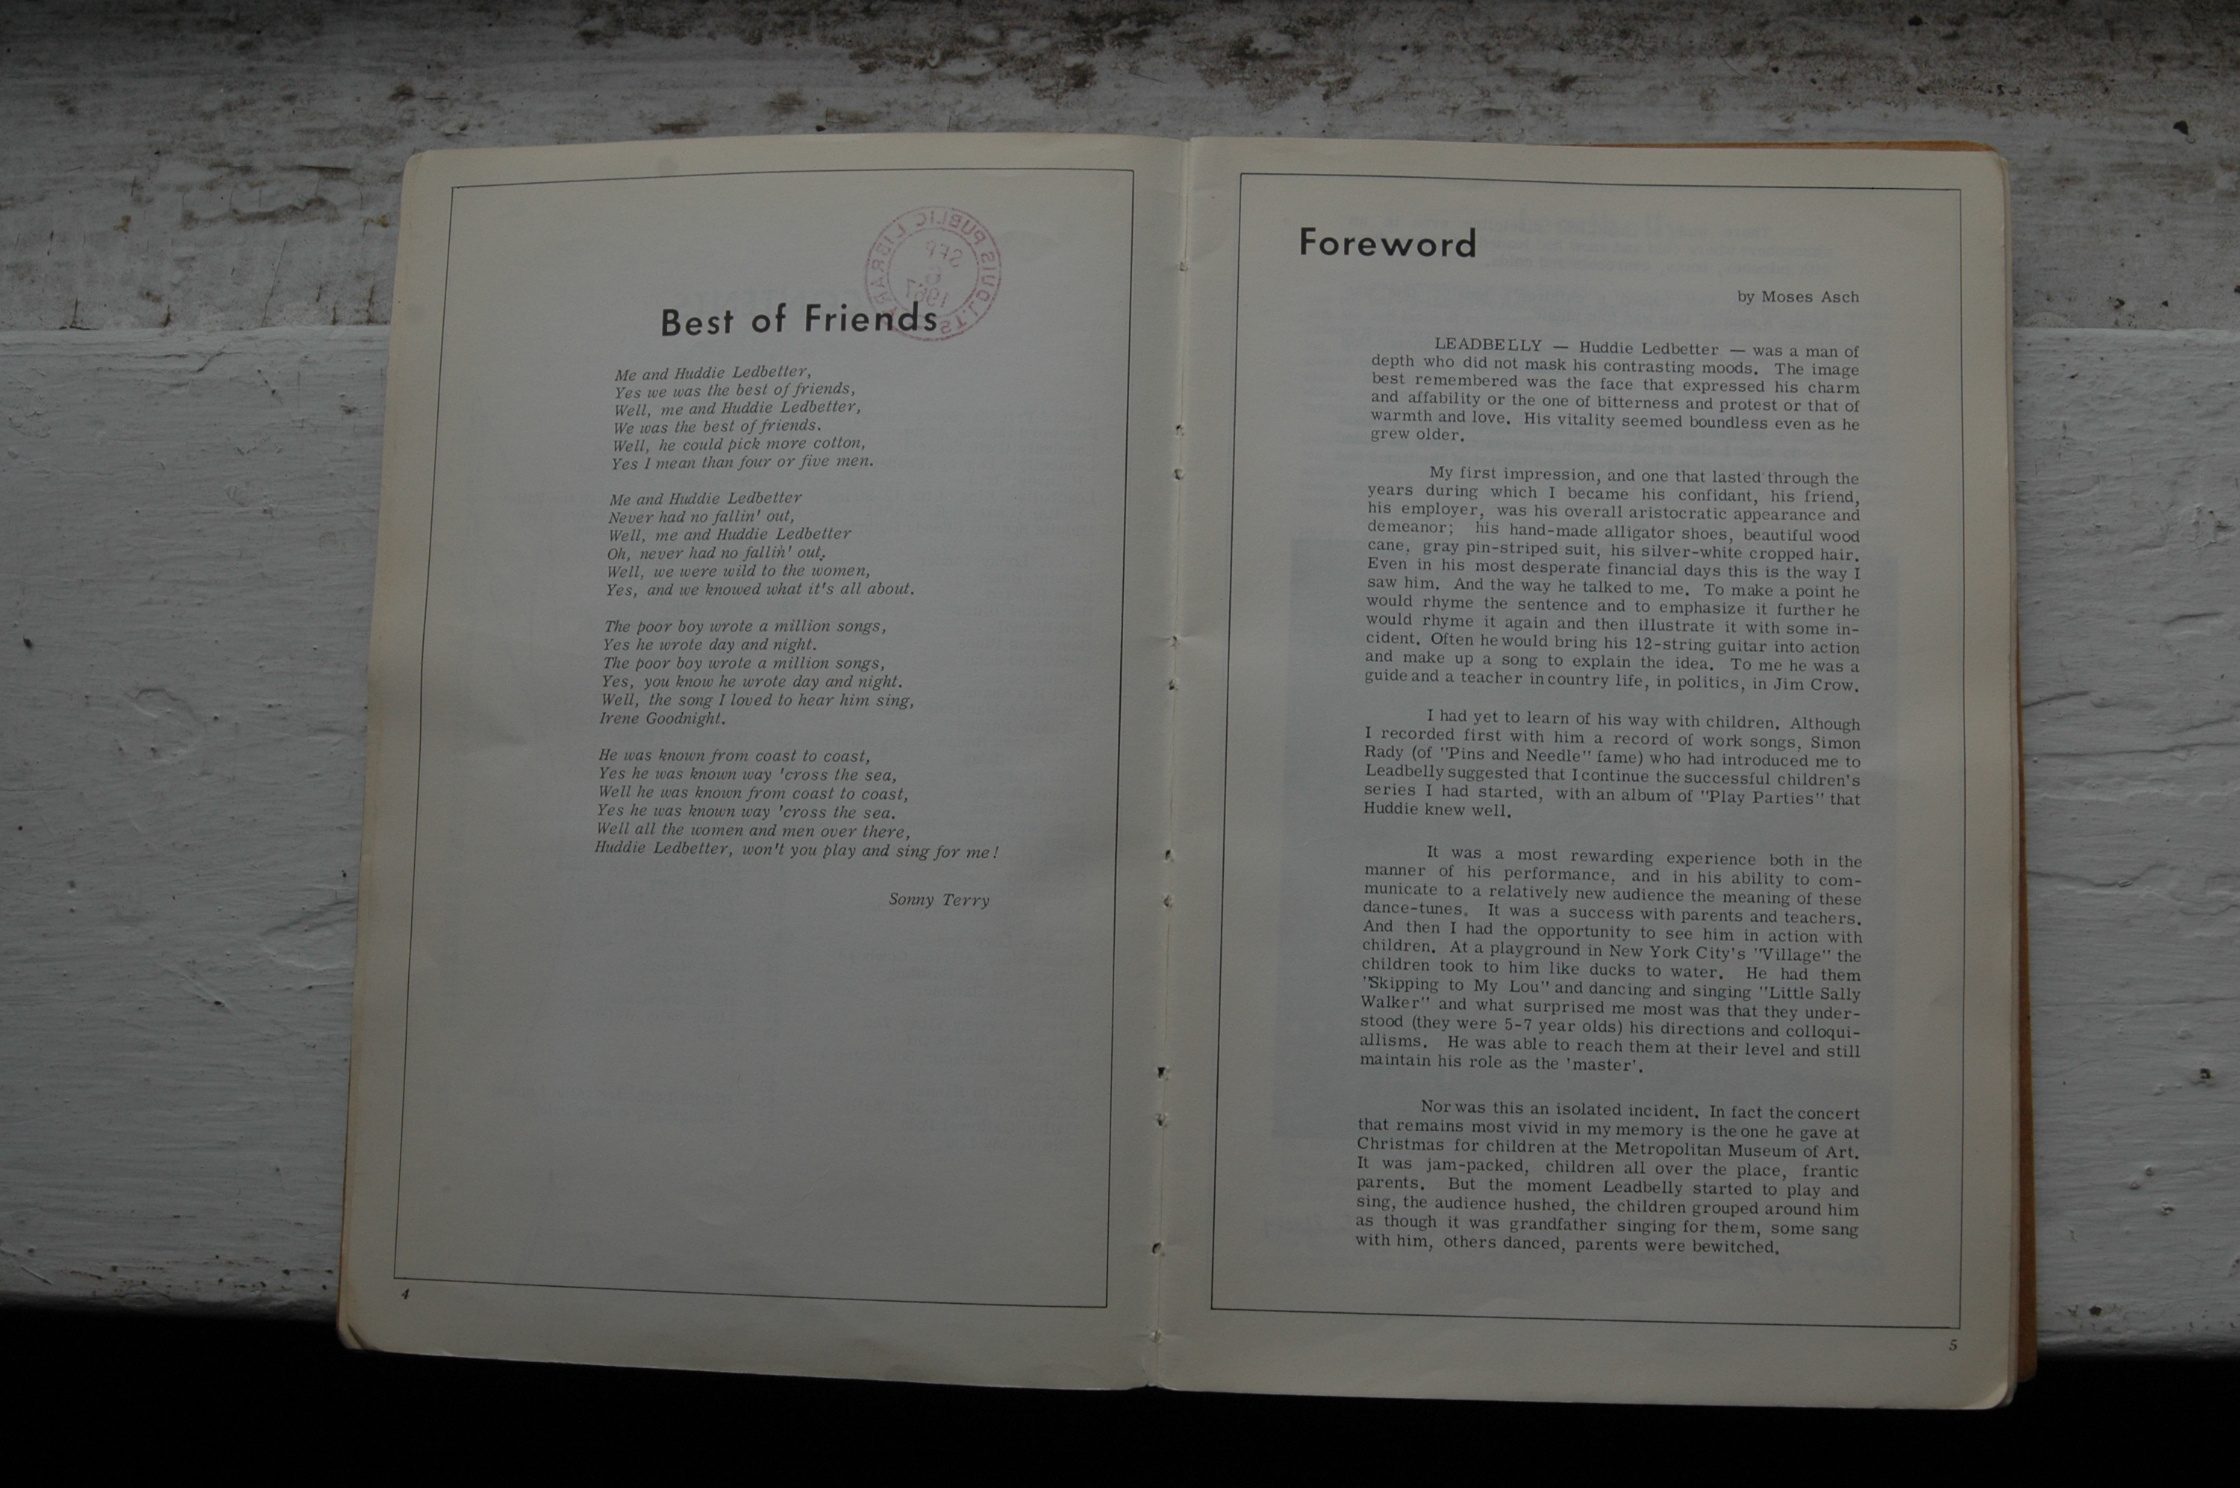 Best of Friends
Me and Huddie Ledbetter,
Yes we was the best of friends,
Well, me and Huddie Ledbetter,
We was the best of friends.
Well, he could pick more cotton,
Yes I mean than four or five men.
Me and Huddie Ledbetter
Never had no fallin' out,
Well, me and Huddie Ledbetter
Oh, never had no fallin' out.
Well, we were wild to the women,
Yes, and we knowed what it's all about.
The poor boy wrote a million songs,
Yes he wrote day and night.
The poor boy wrote a million songs,
Yes, you know he wrote day and night.
Well, the song I loved to hear him sing,
Irene Goodnight.
He was known from coast to coast,
Yes he was known way 'cross the sea,
Well he was known from coast to coast,
Yes he was known way 'cross the sea.
Well all the women and men over there,
Huddie Ledbetter, won't you play and sing for me!
Sonny Terry
4
ST. LOUIS PUBLIC LIBRARY
SEP
Foreword
by Moses Asch
LEADBELLY — Huddie Ledbetter — was a man of
depth who did not mask his contrasting moods. The image
best remembered was the face that expressed his charm
and affability or the one of bitterness and protest or that of
warmth and love. His vitality seemed boundless even as he
grew older.
My first impression, and one that lasted through the
years during which I became his confidant, his friend,
his employer, was his overall aristocratic appearance and
demeanor; his hand-made alligator shoes, beautiful wood
cane, gray pin-striped suit, his silver-white cropped hair.
Even in his most desperate financial days this is the way I
saw him. And the way he talked to me. To make a point he
would rhyme the sentence and to emphasize it further he
would rhyme it again and then illustrate it with some in-
cident. Often he would bring his 12-string guitar into action
and make up a song to explain the idea. To me he was a
guide and a teacher in country life, in politics, in Jim Crow.
I had yet to learn of his way with children. Although
I recorded first with him a record of work songs, Simon
Rady (of "Pins and Needle" fame) who had introduced me to
Leadbelly suggested that I continue the successful children's
series I had started, with an album of "Play Parties" that
Huddie knew well.
It was a most rewarding experience both in the
manner of his performance, and in his ability to com-
municate to a relatively new audience the meaning of these
dance-tunes. It was a success with parents and teachers.
And then I had the opportunity to see him in action with
children. At a playground in New York City's "Village" the
children took to him like ducks to water. He had them
"Skipping to My Lou" and dancing and singing "Little Sally
Walker" and what surprised me most was that they under-
stood (they were 5-7 year olds) his directions and colloqui-
allisms. He was able to reach them at their level and still
maintain his role as the 'master'.
Nor was this an isolated incident. In fact the concert
that remains most vivid in my memory is the one he gave at
Christmas for children at the Metropolitan Museum of Art.
It was jam-packed, children all over the place, frantic
parents. But the moment Leadbelly started to play and
sing, the audience hushed, the children grouped around him
as though it was grandfather singing for them, some sang
with him, others danced, parents were bewitched.
5